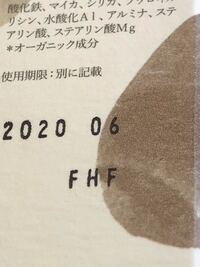 酸化鉄、マイカ、シリカ、
リシン、水酸化Al、アルミナ、ステ
アリン酸、ステアリン酸Mg
*オーガニック成分
使用期限：別に記載
2020 06
FHF